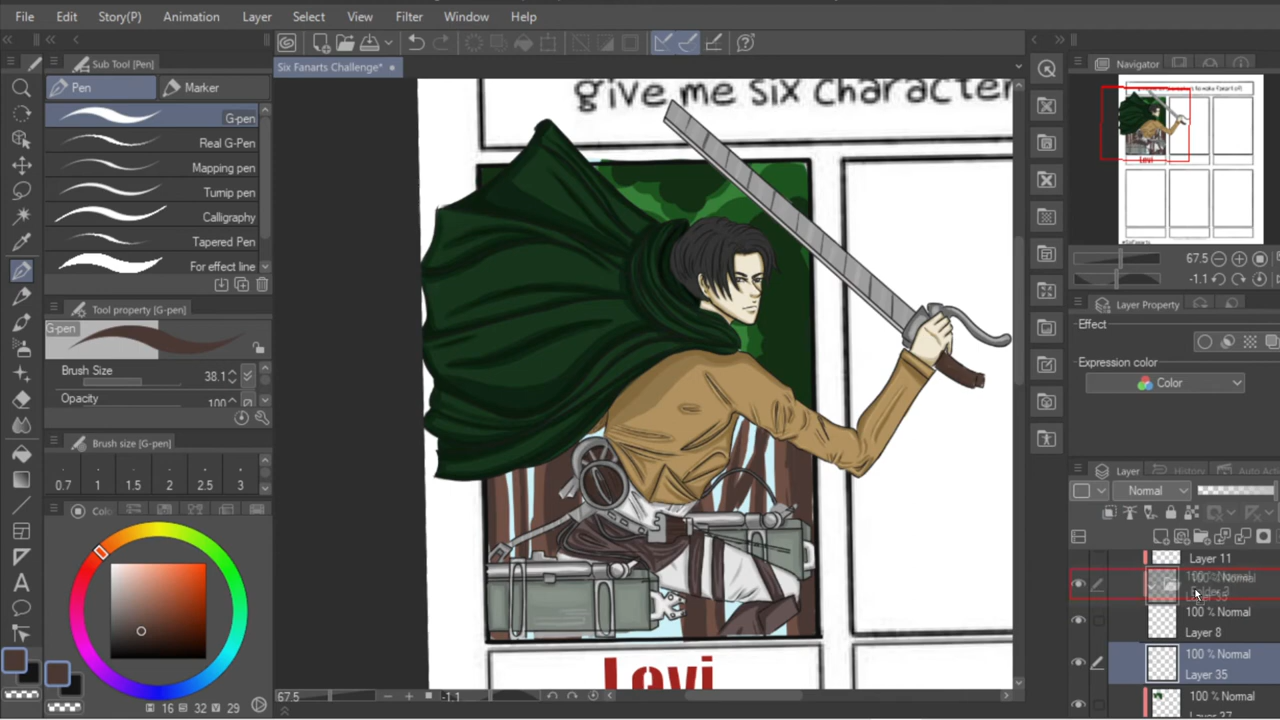 File Edit Story(P) Animation Layer Select View Filter Window Help
Sub Tool [Pen]
Six Fanarts Challenge*
Navigator
Pen Marker
G-pen
Real G-Pen
Mapping pen
Turnip pen
Calligraphy
Tapered Pen
For effect line
give me six character
Levi
67.5
-1.1
Tool property [G-pen]
G-pen
Brush Size 38.1
Opacity 100
Brush size [G-pen]
0.7 1 1.5 2 2.5 3
16 32 29
H S V
67.5 -1.1
Layer Property
Effect
Expression color
Color
Layer History Auto Ac
Normal
Layer 11
100 % Normal
Layer 8
100 % Normal
Layer 35
100 % Normal